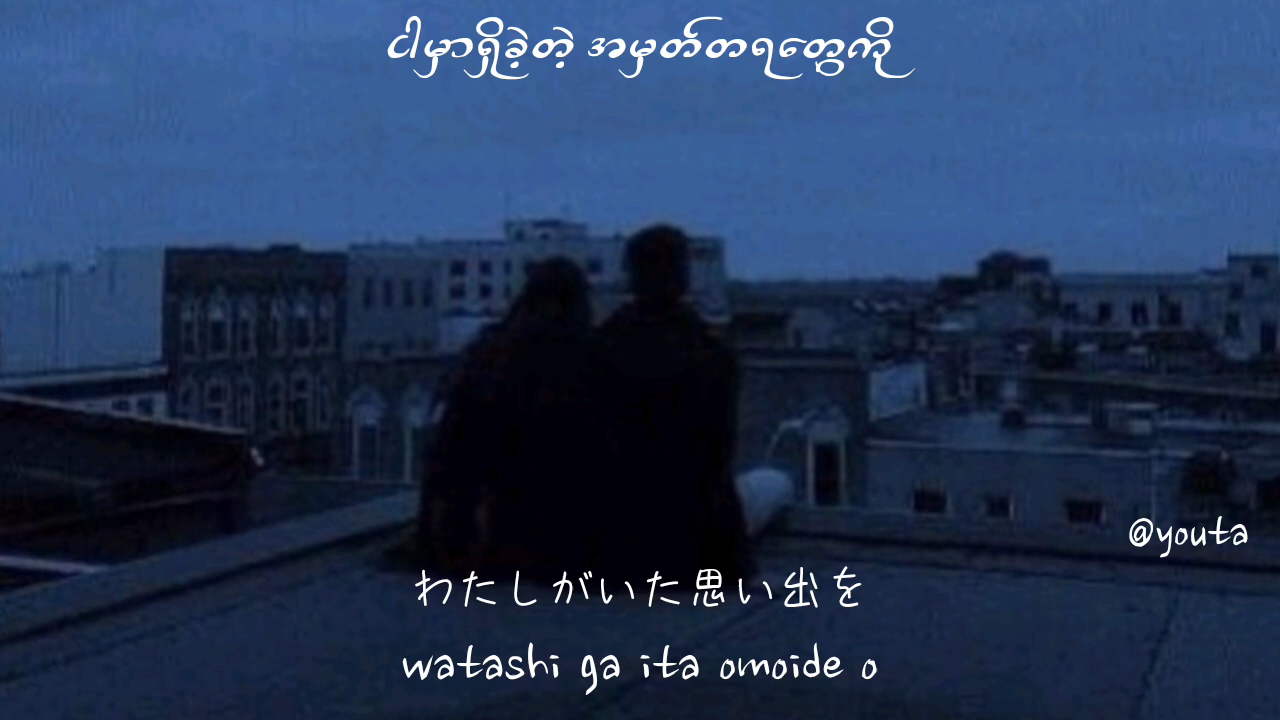 ငါမှာရှိခဲ့တဲ့ အမှတ်တရတွေကို
@youta
わたしがいた思い出を
watashi ga ita omoide o